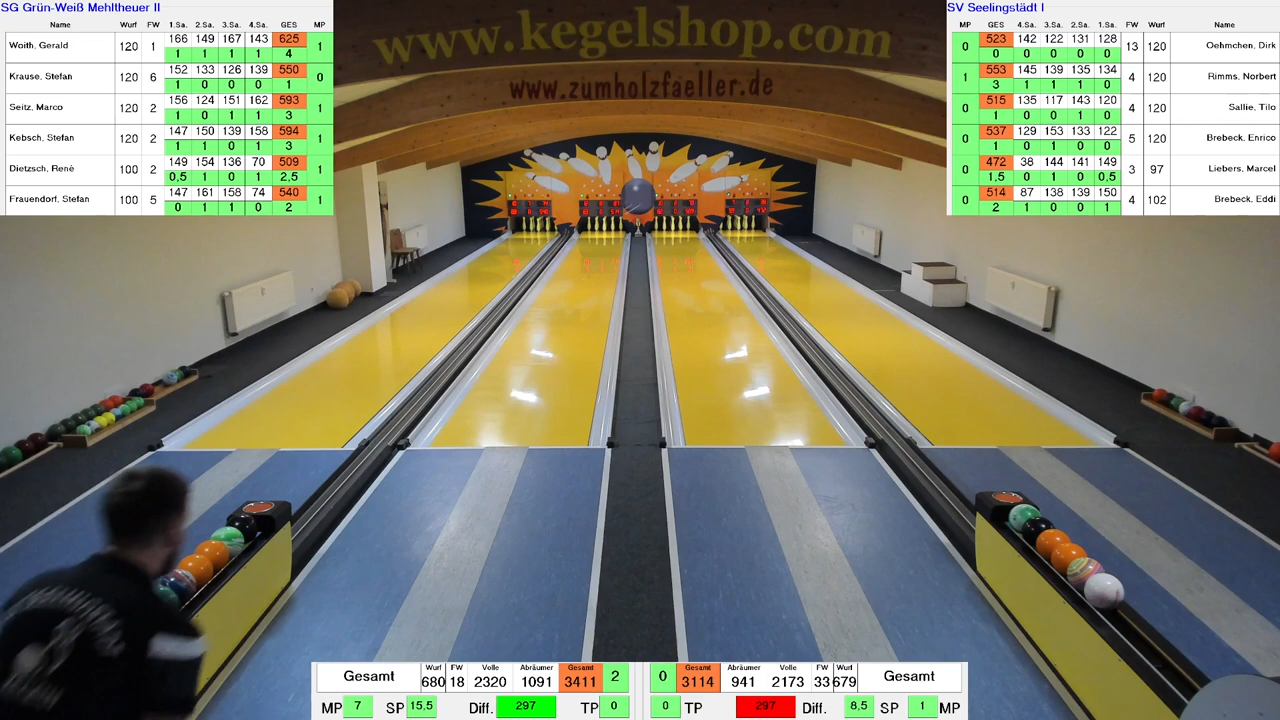 SG Grün-Weiß Mehltheuer II
Name Wurf FW 1.Sa. 2.Sa. 3.Sa. 4.Sa. GES MP
Woith, Gerald 120 1 166 149 167 143 625 1
1 1 1 1 4
Krause, Stefan 120 6 152 133 126 139 550 0
1 0 0 0 1
Seitz, Marco 120 2 156 124 151 162 593 1
1 0 1 1 3
Kebsch, Stefan 120 2 147 150 139 158 594 1
1 1 0 1 3
Dietzsch, René 100 2 149 154 136 70 509 1
0,5 1 0 1 2,5
Frauendorf, Stefan 100 5 147 161 158 74 540 1
0 1 1 0 2
www.kegelshop.com
www.zumholzfaeller.de
SV Seelingstädt I
MP GES 4.Sa. 3.Sa. 2.Sa. 1.Sa. FW Wurf Name
0 523 142 122 131 128 13 120 Oehmchen, Dirk
0 0 0 0 0
1 553 145 139 135 134 4 120 Rimms, Norbert
3 1 1 1 0
0 515 135 117 143 120 4 120 Sallie, Tilo
1 0 0 1 0
0 537 129 153 133 122 5 120 Brebeck, Enrico
1 0 1 0 0
0 472 38 144 141 149 3 97 Liebers, Marcel
1,5 0 1 0 0,5
0 514 87 138 139 150 4 102 Brebeck, Eddi
2 1 0 0 1
Gesamt Wurf 680 FW 18 Volle 2320 Abräumer 1091 Gesamt 3411 2
MP 7 SP 15,5 Diff. 297 TP 0
0 Gesamt 3114 Abräumer 941 Volle 2173 FW 33 Wurf 679 Gesamt
0 TP 297 Diff. 8,5 SP 1 MP